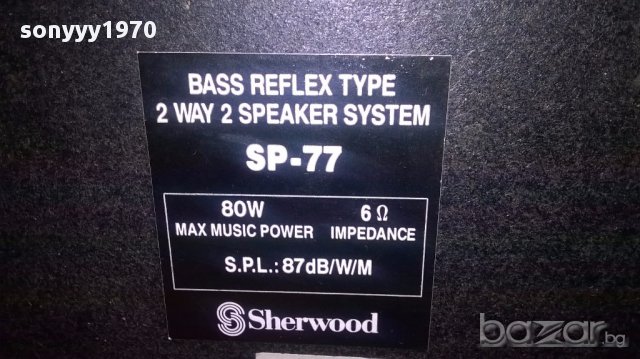 sonyyy1970
BASS REFLEX TYPE
2 WAY 2 SPEAKER SYSTEM
SP-77
80W 6 Ω
MAX MUSIC POWER IMPEDANCE
S.P.L.: 87dB/W/M
Sherwood
bazar.bg